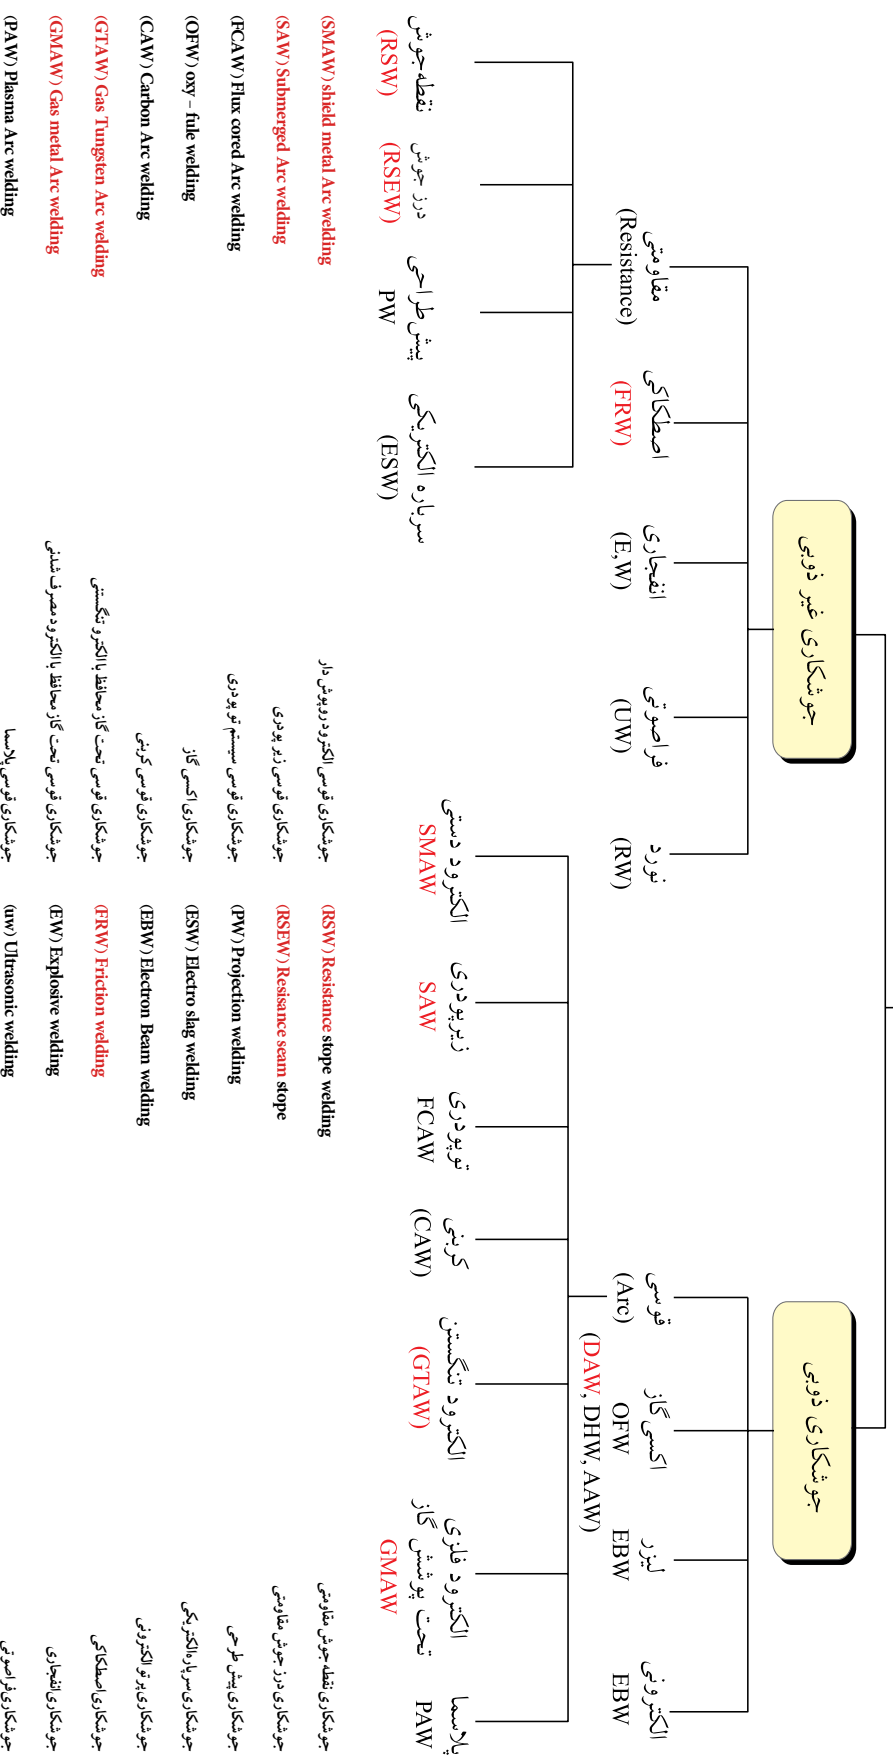 جوشکاری غیر ذوبی
جوشکاری ذوبی
مقاومتی
(Resistance)
اصطکاکی
(FRW)
انفجاری
(E,W)
فراصوتی
(UW)
نورد
(RW)
قوسی
(Arc)
اکسی گاز
OFW
لیزر
EBW
الکترونی
EBW
(DAW, DHW, AAW)
نقطه جوش
(RSW)
درز جوش
(RSEW)
پیش طراحی
PW
سرباره الکتریکی
(ESW)
الکترود دستی
SMAW
زیرپودری
SAW
توپودری
FCAW
کربنی
(CAW)
الکترود تنگستن
(GTAW)
الکترود فلزی
تحت پوشش گاز
GMAW
پلاسما
PAW
(SMAW) shield metal Arc welding جوشکاری قوسی الکترود روپوش دار
(SAW) Submerged Arc welding جوشکاری قوسی زیر پودری
(FCAW) Flux cored Arc welding جوشکاری قوسی سیستم تو پودری
(OFW) oxy – fule welding جوشکاری اکسی گاز
(CAW) Carbon Arc welding جوشکاری قوسی کربنی
(GTAW) Gas Tungsten Arc welding جوشکاری قوسی تحت گاز محافظ با الکترو تنگستنی
(GMAW) Gas metal Arc welding جوشکاری قوسی تحت گاز محافظ با الکترود مصرف شدنی
(PAW) Plasma Arc welding جوشکاری قوسی پلاسما
(RSW) Resistance stope welding جوشکاری نقطه جوش مقاومتی
(RSEW) Resisance seam stope جوشکاری درز جوش مقاومتی
(PW) Projection welding جوشکاری پیش طرحی
(ESW) Electro slag welding جوشکاری سرباره الکتریکی
(EBW) Electron Beam welding جوشکاری پرتو الکترونی
(FRW) Friction welding جوشکاری اصطکاکی
(EW) Explosive welding جوشکاری انفجاری
(uw) Ultrasonic welding جوشکاری فراصوتی